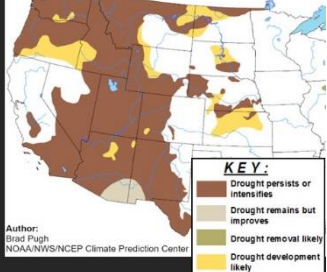 KEY:
Drought persists or
intensifies
Drought remains but
improves
Drought removal likely
Drought development
likely
Author:
Brad Pugh
NOAA/NWS/NCEP Climate Prediction Center